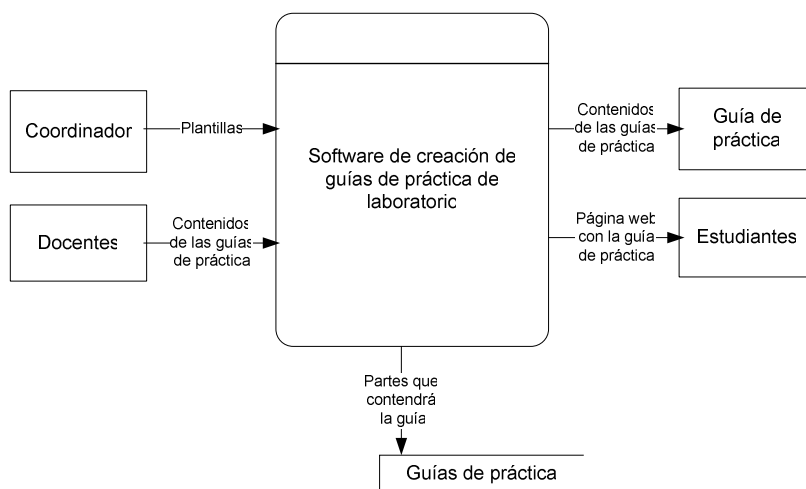 Coordinador
Plantillas
Docentes
Contenidos
de las guías
de práctica
Software de creación de
guías de práctica de
laboratorio
Contenidos
de las guías
de práctica
Guía de
práctica
Página web
con la guía
de práctica
Estudiantes
Partes que
contendrá
la guía
Guías de práctica